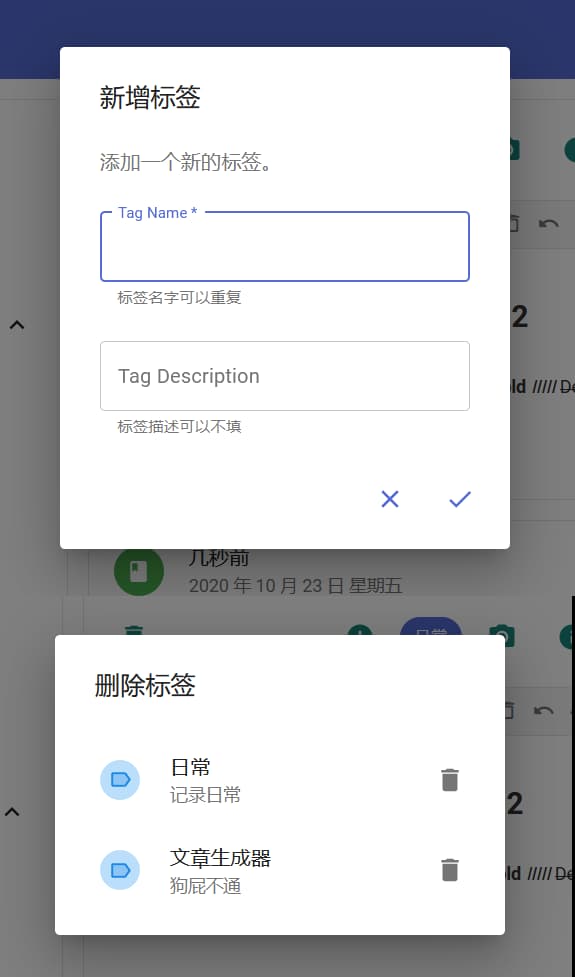 新增标签
添加一个新的标签。
Tag Name *
标签名字可以重复
2
old ///// De
Tag Description
标签描述可以不填
几秒前
2020 年 10 月 23 日 星期五
日常
删除标签
日常
记录日常
2
文章生成器
狗屁不通
old ///// De